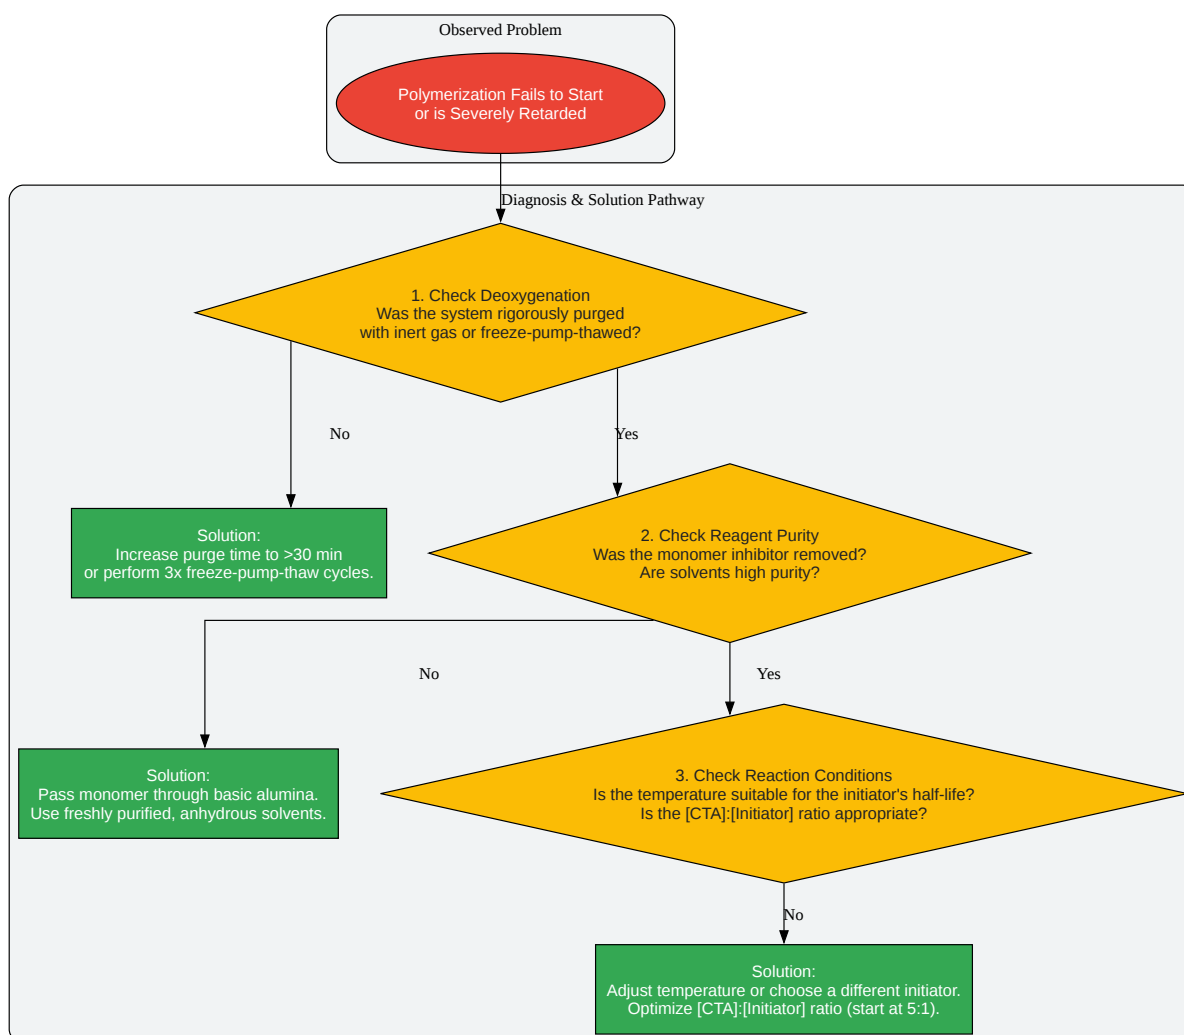 Observed Problem
Polymerization Fails to Start
or is Severely Retarded
Diagnosis & Solution Pathway
1. Check Deoxygenation
Was the system rigorously purged
with inert gas or freeze-pump-thawed?
No
Yes
Solution:
Increase purge time to >30 min
or perform 3x freeze-pump-thaw cycles.
2. Check Reagent Purity
Was the monomer inhibitor removed?
Are solvents high purity?
No
Yes
Solution:
Pass monomer through basic alumina.
Use freshly purified, anhydrous solvents.
3. Check Reaction Conditions
Is the temperature suitable for the initiator's half-life?
Is the [CTA]:[Initiator] ratio appropriate?
No
Solution:
Adjust temperature or choose a different initiator.
Optimize [CTA]:[Initiator] ratio (start at 5:1).